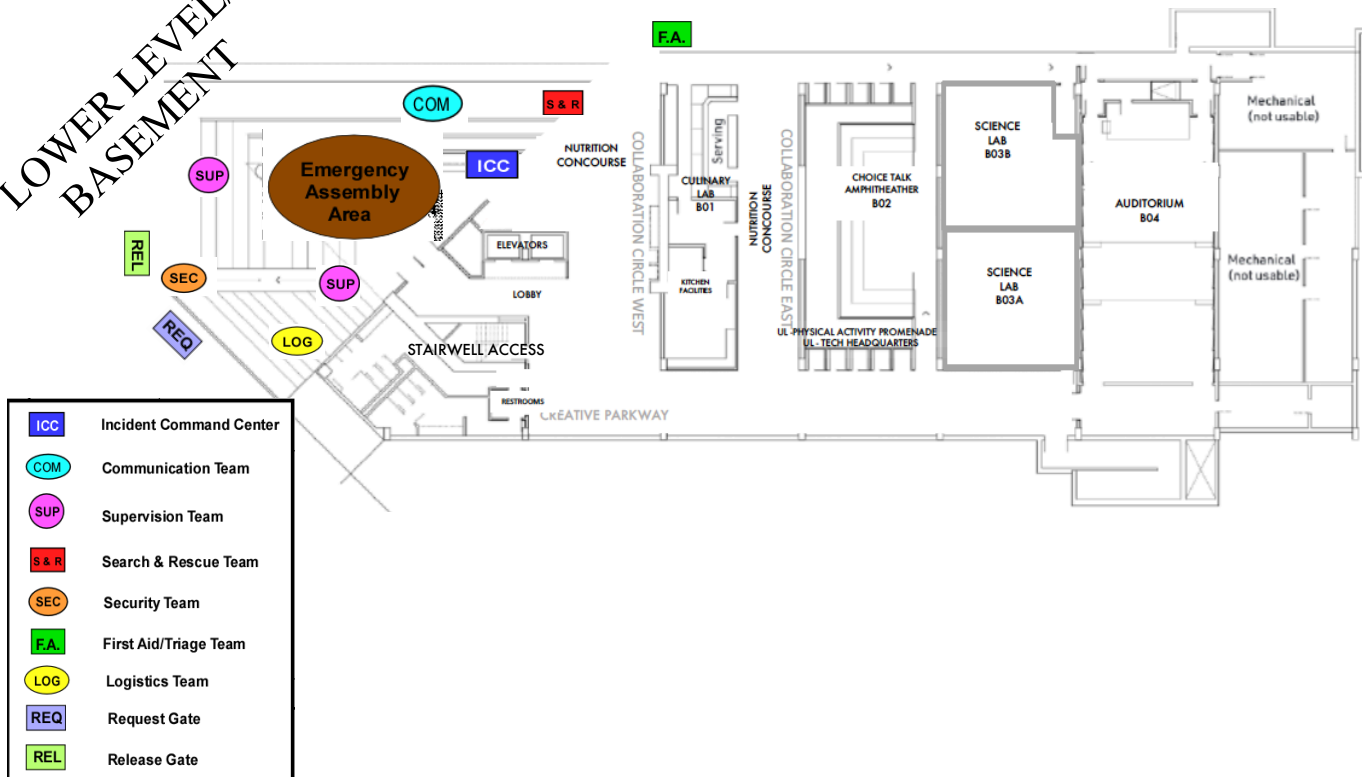 LOWER LEVEL/
BASEMENT
F.A.
COM
S & R
SUP
Emergency
Assembly
Area
ICC
NUTRITION
CONCOURSE
REL
SEC
SUP
REQ
LOG
ELEVATORS
LOBBY
STAIRWELL ACCESS
RESTROOMS
CREATIVE PARKWAY
COLLABORATION CIRCLE WEST
Serving
CULINARY
LAB
B01
KITCHEN
FACILITIES
NUTRITION
CONCOURSE
COLLABORATION CIRCLE EAST
CHOICE TALK
AMPHITHEATHER
B02
UL -PHYSICAL ACTIVITY PROMENADE
UL - TECH HEADQUARTERS
SCIENCE
LAB
B03B
SCIENCE
LAB
B03A
AUDITORIUM
B04
Mechanical
(not usable)
Mechanical
(not usable)
ICC Incident Command Center
COM Communication Team
SUP Supervision Team
S & R Search & Rescue Team
SEC Security Team
F.A. First Aid/Triage Team
LOG Logistics Team
REQ Request Gate
REL Release Gate